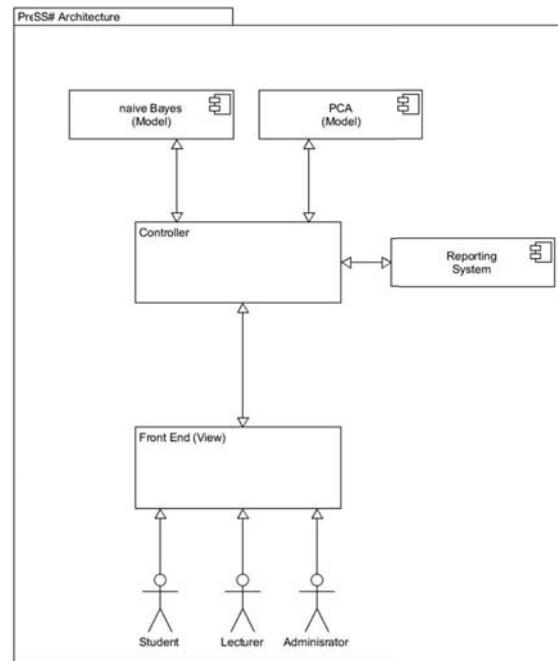 PreSS# Architecture
naive Bayes
(Model)
PCA
(Model)
Controller
Reporting
System
Front End (View)
Student
Lecturer
Adminisrator